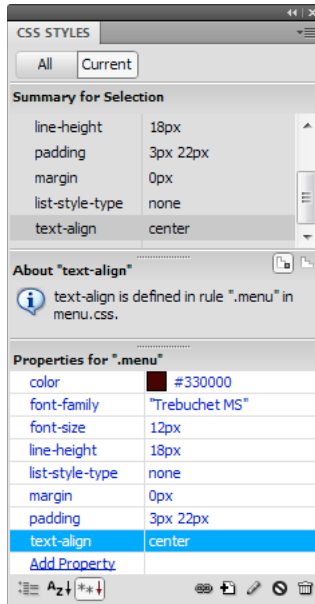 CSS STYLES
All Current
Summary for Selection
line-height 18px
padding 3px 22px
margin 0px
list-style-type none
text-align center
About "text-align"
text-align is defined in rule ".menu" in
menu.css.
Properties for ".menu"
color #330000
font-family "Trebuchet MS"
font-size 12px
line-height 18px
list-style-type none
margin 0px
padding 3px 22px
text-align center
Add Property